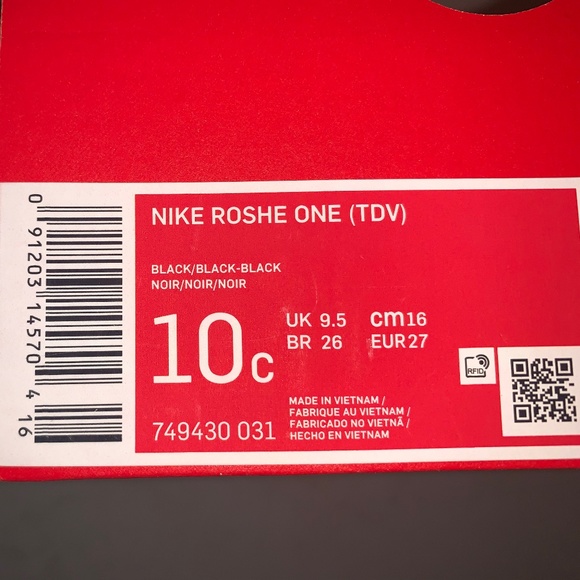 NIKE ROSHE ONE (TDV)
BLACK/BLACK-BLACK
NOIR/NOIR/NOIR
10C
UK 9.5 cm 16
BR 26 EUR 27
749430 031
MADE IN VIETNAM /
FABRIQUE AU VIETNAM /
FABRICADO NO VIETNÃ /
HECHO EN VIETNAM
RFID
0 91203 14570 4 16